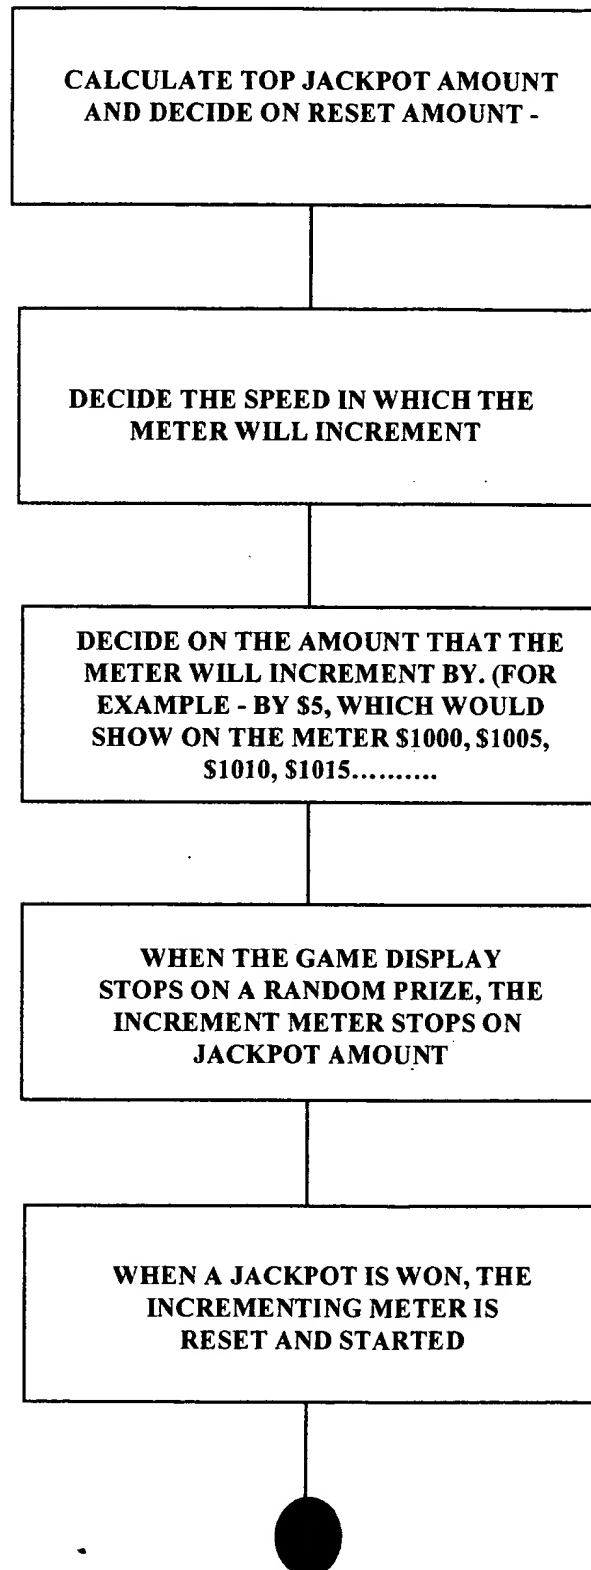 CALCULATE TOP JACKPOT AMOUNT
AND DECIDE ON RESET AMOUNT -
DECIDE THE SPEED IN WHICH THE
METER WILL INCREMENT
DECIDE ON THE AMOUNT THAT THE
METER WILL INCREMENT BY. (FOR
EXAMPLE - BY $5, WHICH WOULD
SHOW ON THE METER $1000, $1005,
$1010, $1015..........
WHEN THE GAME DISPLAY
STOPS ON A RANDOM PRIZE, THE
INCREMENT METER STOPS ON
JACKPOT AMOUNT
WHEN A JACKPOT IS WON, THE
INCREMENTING METER IS
RESET AND STARTED